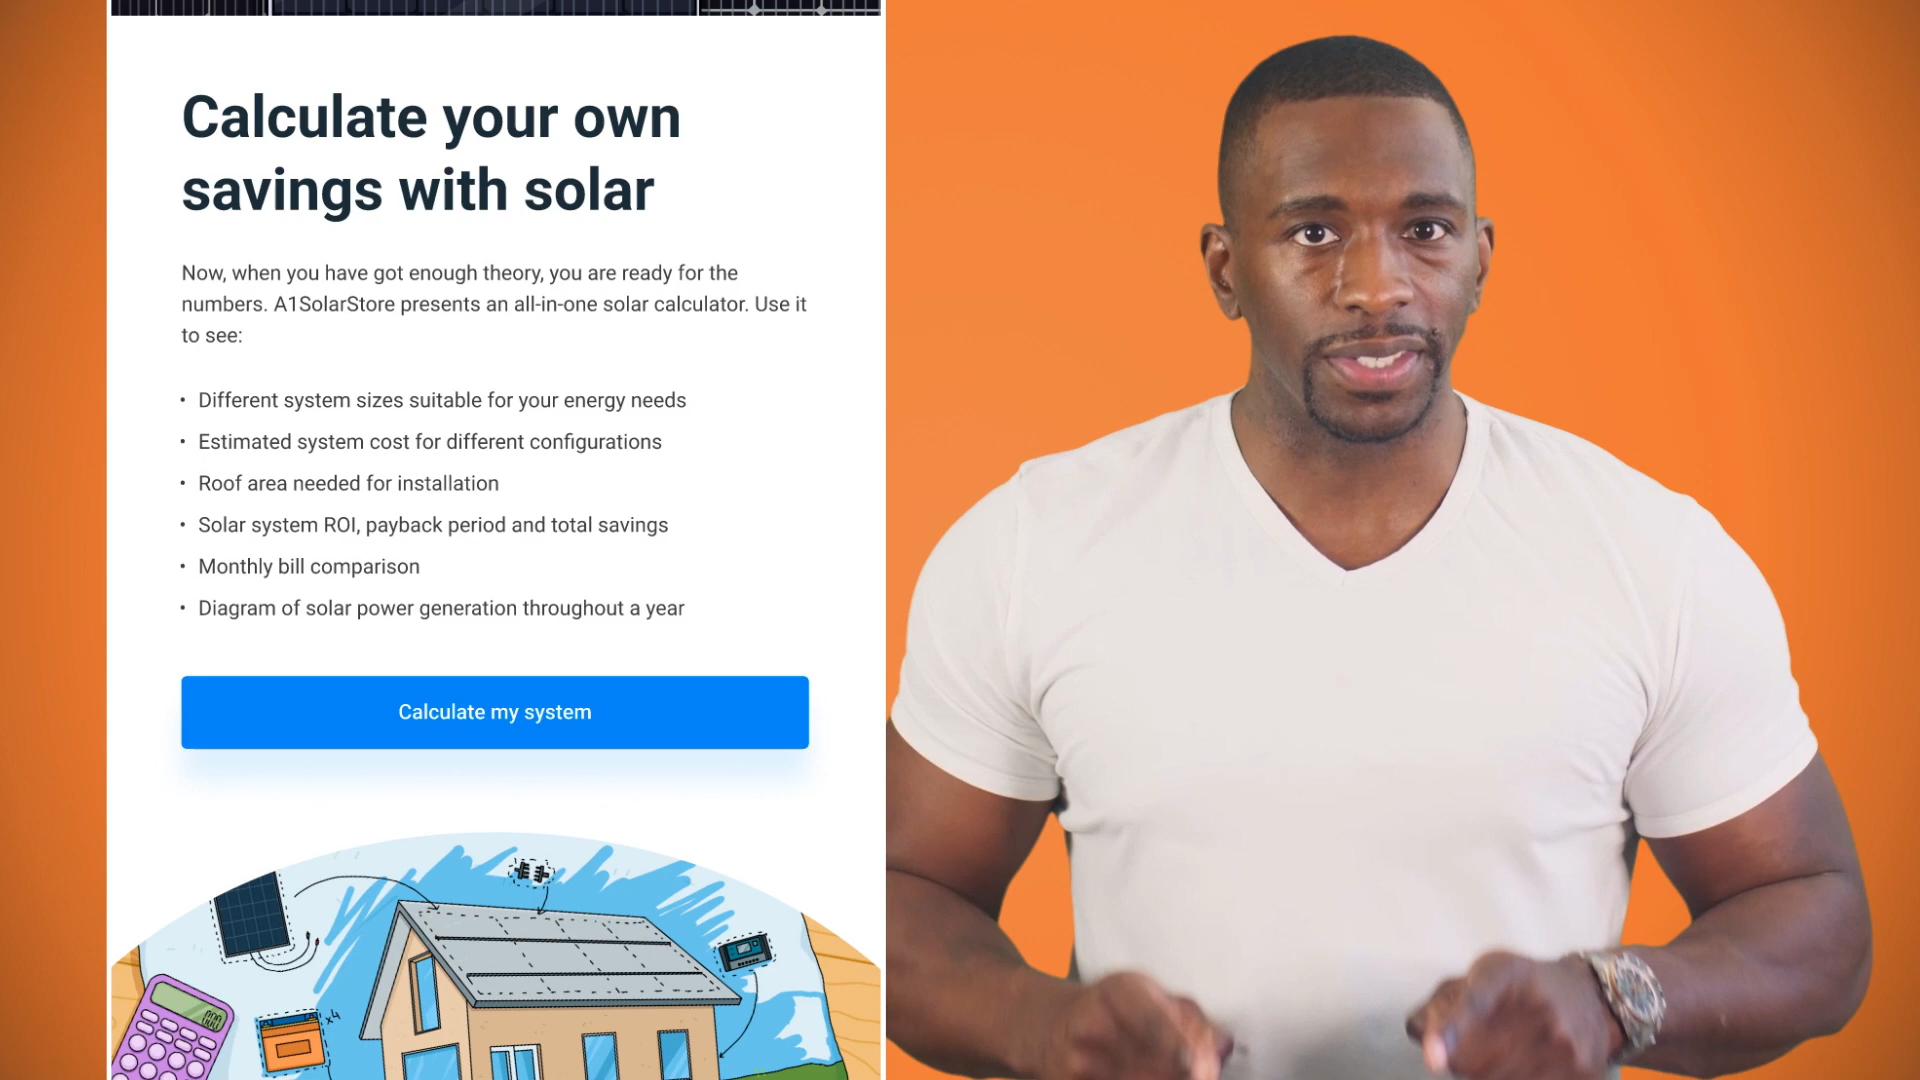 Calculate your own
savings with solar
Now, when you have got enough theory, you are ready for the
numbers. A1SolarStore presents an all-in-one solar calculator. Use it
to see:
• Different system sizes suitable for your energy needs
• Estimated system cost for different configurations
• Roof area needed for installation
• Solar system ROI, payback period and total savings
• Monthly bill comparison
• Diagram of solar power generation throughout a year
Calculate my system
x4